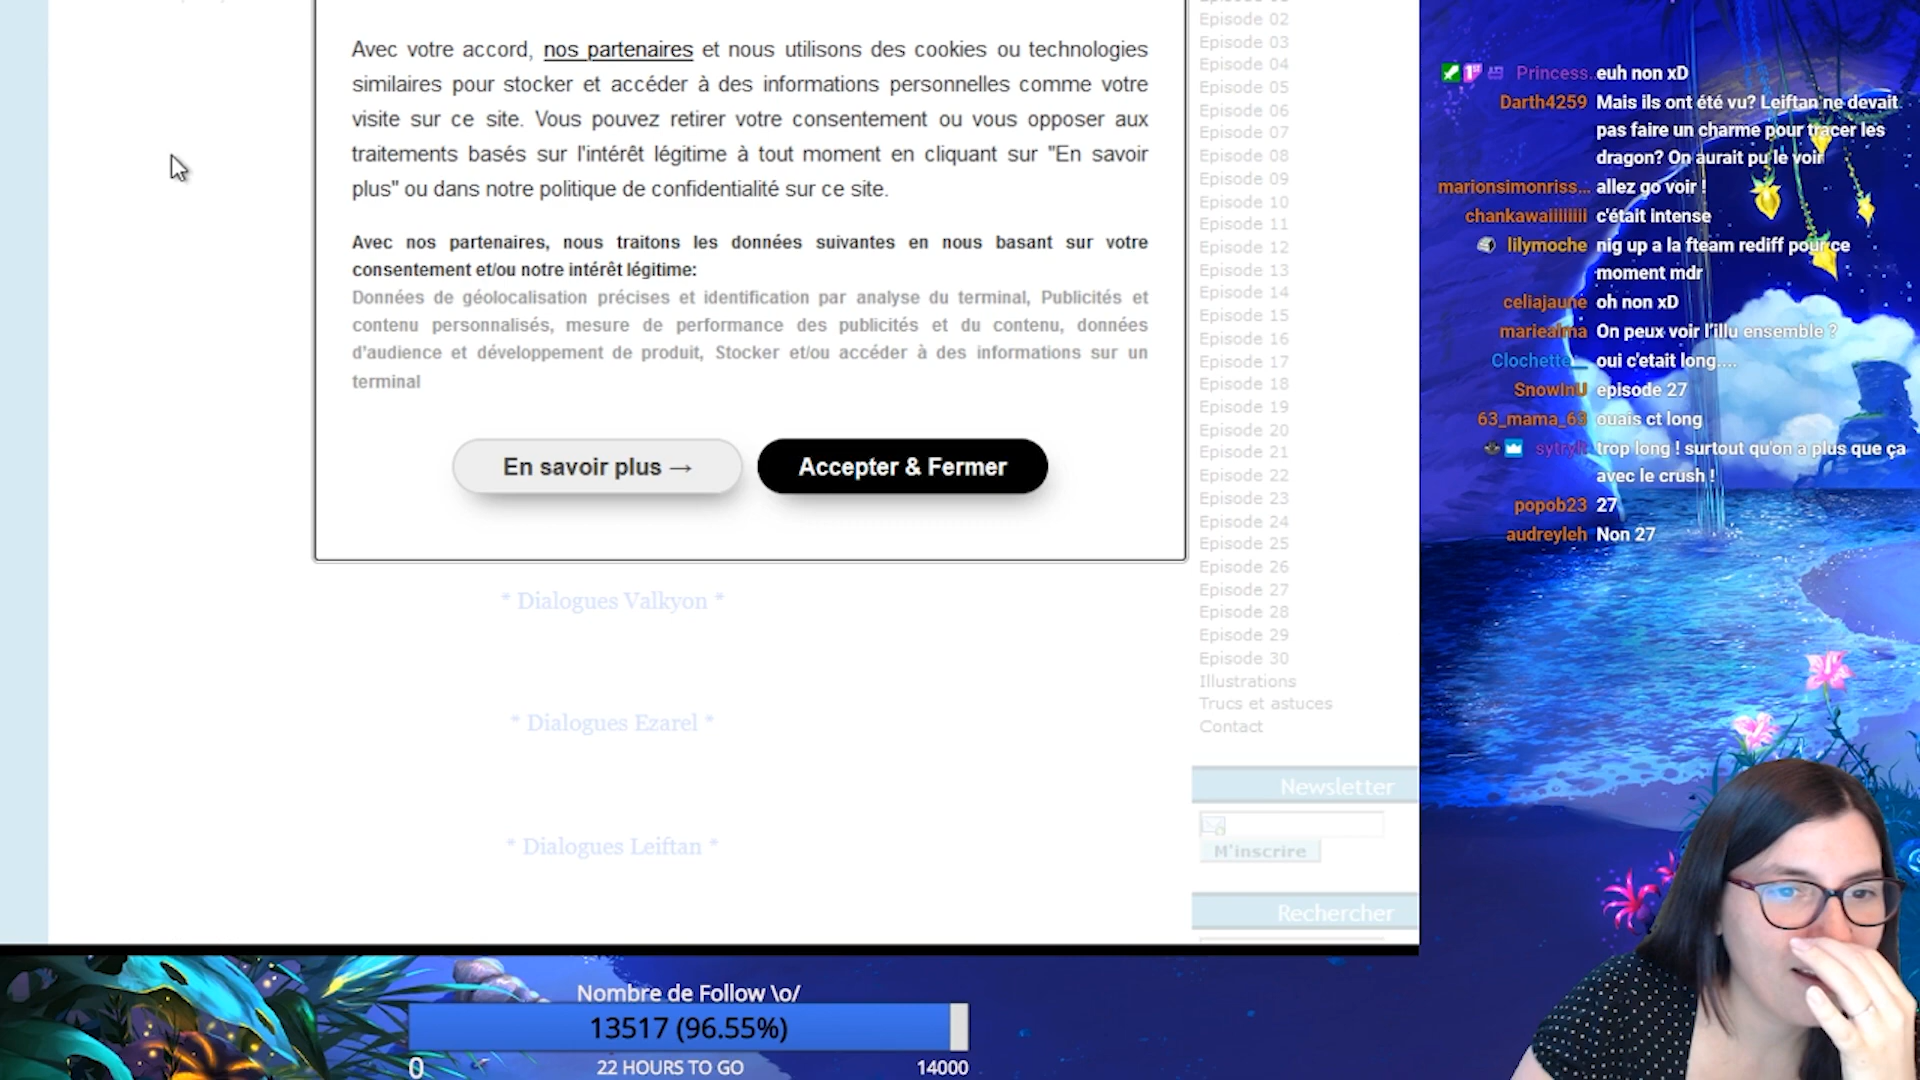 Avec votre accord, nos partenaires et nous utilisons des cookies ou technologies
similaires pour stocker et accéder à des informations personnelles comme votre
visite sur ce site. Vous pouvez retirer votre consentement ou vous opposer aux
traitements basés sur l'intérêt légitime à tout moment en cliquant sur "En savoir
plus" ou dans notre politique de confidentialité sur ce site.
Avec nos partenaires, nous traitons les données suivantes en nous basant sur votre
consentement et/ou notre intérêt légitime:
Données de géolocalisation précises et identification par analyse du terminal, Publicités et
contenu personnalisés, mesure de performance des publicités et du contenu, données
d'audience et développement de produit, Stocker et/ou accéder à des informations sur un
terminal
En savoir plus →
Accepter & Fermer
* Dialogues Valkyon *
* Dialogues Ezarel *
* Dialogues Leiftan *
Episode 02
Episode 03
Episode 04
Episode 05
Episode 06
Episode 07
Episode 08
Episode 09
Episode 10
Episode 11
Episode 12
Episode 13
Episode 14
Episode 15
Episode 16
Episode 17
Episode 18
Episode 19
Episode 20
Episode 21
Episode 22
Episode 23
Episode 24
Episode 25
Episode 26
Episode 27
Episode 28
Episode 29
Episode 30
Illustrations
Trucs et astuces
Contact
Newsletter
M'inscrire
Rechercher
Princess.. euh non xD
Darth4259 Mais ils ont été vu? Leiftan ne devait
pas faire un charme pour tracer les
dragon? On aurait pu le voir
marionsimonriss... allez go voir !
chankawaiiiiiiii c'était intense
lilymoche nig up a la fteam rediff pour ce
moment mdr
celiajaune oh non xD
mariealma On peux voir l'illu ensemble ?
Clochette__ oui c'etait long....
SnowInU episode 27
63_mama_63 ouais ct long
trop long ! surtout qu'on a plus que ça
avec le crush !
popob23 27
audreyleh Non 27
Nombre de Follow \o/
13517 (96.55%)
0
22 HOURS TO GO
14000